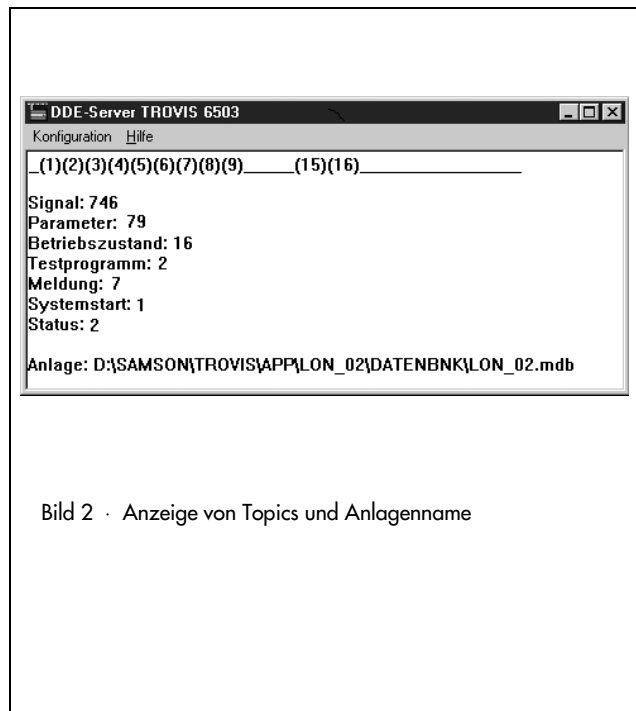 DDE-Server TROVIS 6503
Konfiguration Hilfe
_(1)(2)(3)(4)(5)(6)(7)(8)(9)______(15)(16)___________________
Signal: 746
Parameter: 79
Betriebszustand: 16
Testprogramm: 2
Meldung: 7
Systemstart: 1
Status: 2
Anlage: D:\SAMSON\TROVIS\APP\LON_02\DATENBNK\LON_02.mdb
Bild 2 · Anzeige von Topics und Anlagenname